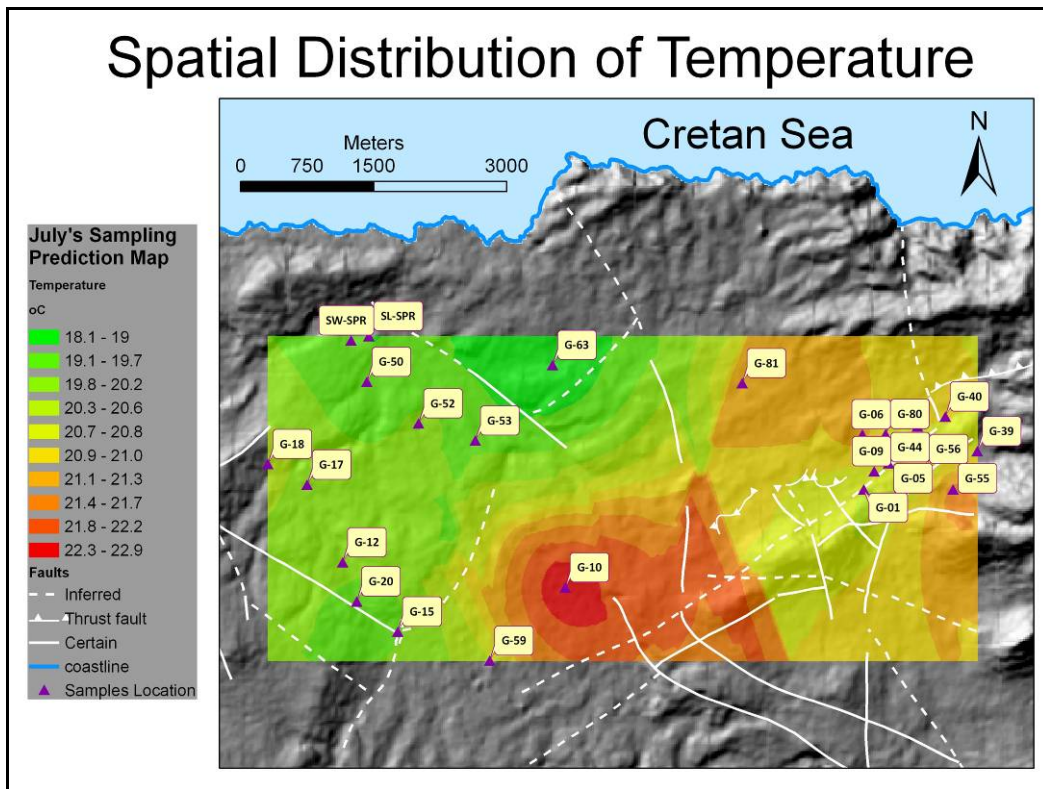 Spatial Distribution of Temperature
Meters
0 750 1500 3000
Cretan Sea
N
July's Sampling
Prediction Map
Temperature
oC
18.1 - 19
19.1 - 19.7
19.8 - 20.2
20.3 - 20.6
20.7 - 20.8
20.9 - 21.0
21.1 - 21.3
21.4 - 21.7
21.8 - 22.2
22.3 - 22.9
Faults
Inferred
Thrust fault
Certain
coastline
Samples Location
SW-SPR
SL-SPR
G-50
G-63
G-81
G-52
G-53
G-40
G-06
G-80
G-39
G-18
G-17
G-09
G-44
G-56
G-05
G-55
G-01
G-12
G-20
G-10
G-15
G-59